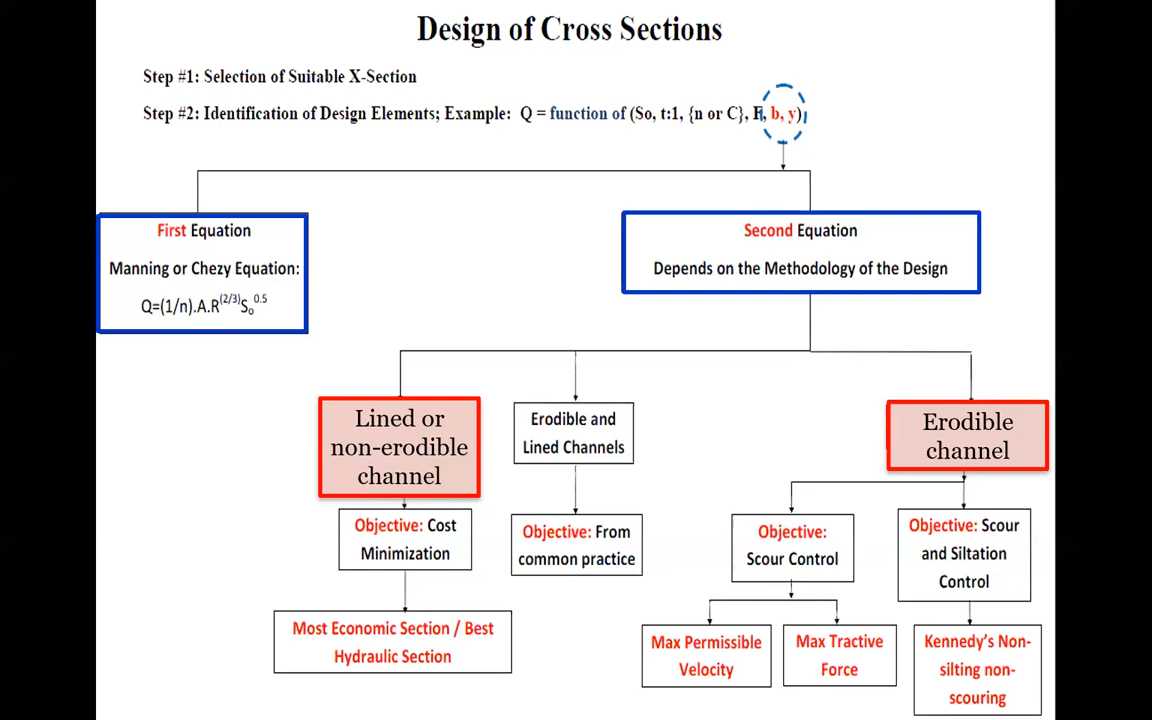 Design of Cross Sections
Step #1: Selection of Suitable X-Section
Step #2: Identification of Design Elements; Example: Q = function of (So, t:1, {n or C}, F, b, y)
First Equation
Manning or Chezy Equation:
Q=(1/n).A.R^(2/3)S_o^0.5
Second Equation
Depends on the Methodology of the Design
Lined or
non-erodible
channel
Erodible and
Lined Channels
Erodible
channel
Objective: Cost
Minimization
Objective: From
common practice
Objective:
Scour Control
Objective: Scour
and Siltation
Control
Most Economic Section / Best
Hydraulic Section
Max Permissible
Velocity
Max Tractive
Force
Kennedy's Non-
silting non-
scouring